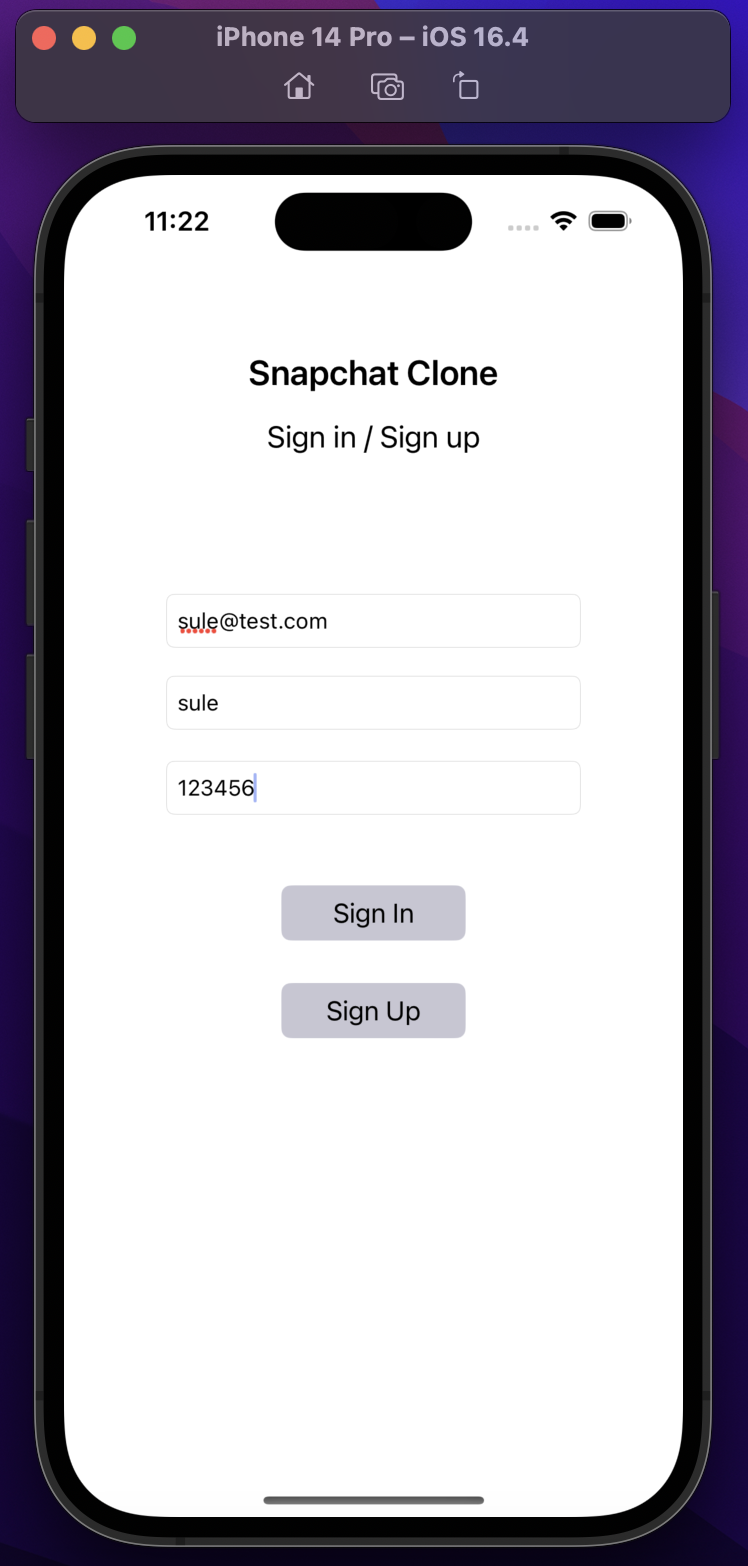 iPhone 14 Pro – iOS 16.4
11:22
Snapchat Clone
Sign in / Sign up
sule@test.com
sule
123456
Sign In
Sign Up